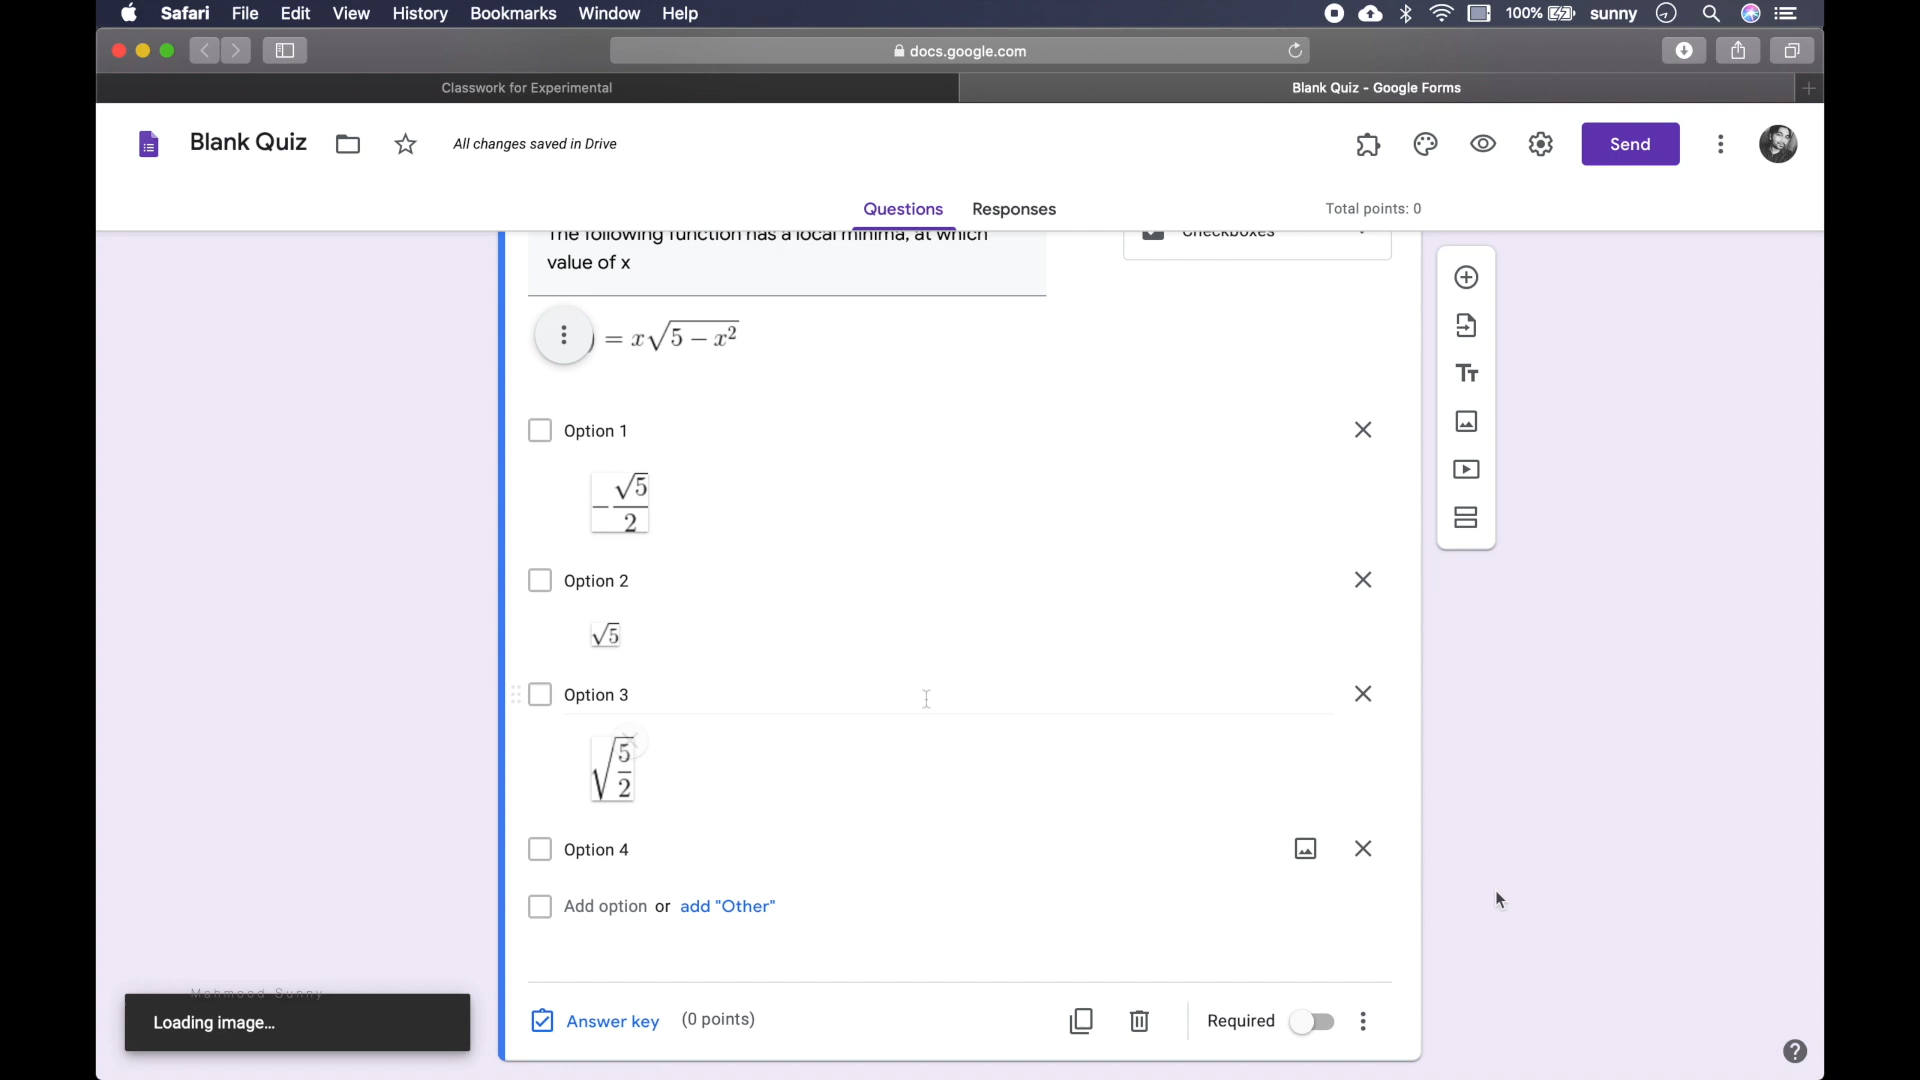 Safari File Edit View History Bookmarks Window Help 100% sunny
docs.google.com
Classwork for Experimental Blank Quiz - Google Forms
Blank Quiz All changes saved in Drive Send
Questions Responses Total points: 0
The following function has a local minima, at which Checkboxes
value of x
) = x√(5 − x²)
Option 1
−√5/2
Option 2
√5
Option 3
√(5/2)
Option 4
Add option or add "Other"
Mahmood Sunny
Loading image...
Answer key (0 points) Required